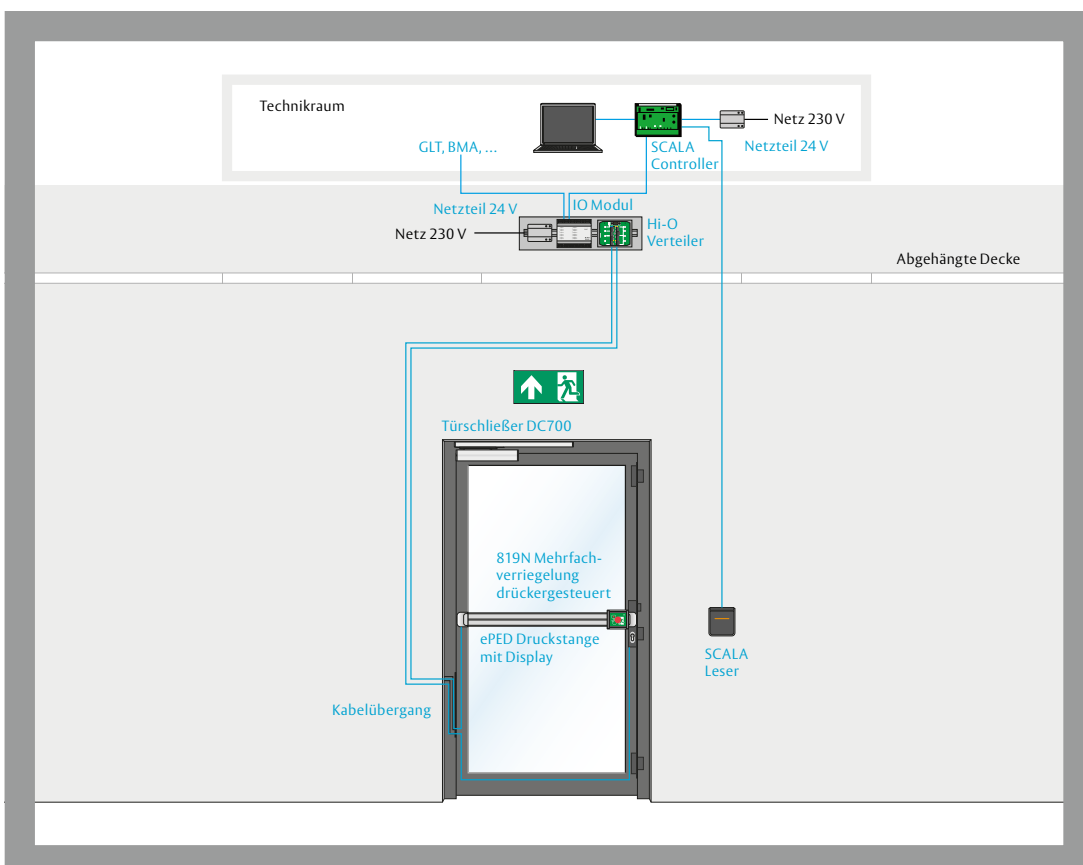 Technikraum
Netz 230 V
GLT, BMA, ...
SCALA
Controller
Netzteil 24 V
Netzteil 24 V
IO Modul
Netz 230 V
Hi-O
Verteiler
Abgehängte Decke
Türschließer DC700
819N Mehrfach-
verriegelung
drückergesteuert
ePED Druckstange
mit Display
SCALA
Leser
Kabelübergang